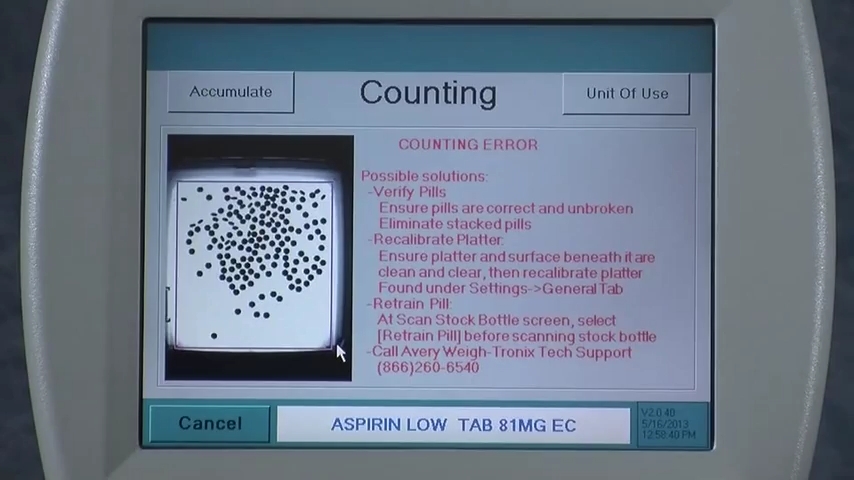 Accumulate
Counting
Unit Of Use
COUNTING ERROR
Possible solutions:
-Verify Pills
Ensure pills are correct and unbroken
Eliminate stacked pills
-Recalibrate Platter:
Ensure platter and surface beneath it are
clean and clear, then recalibrate platter
Found under Settings->General Tab
-Retrain Pill:
At Scan Stock Bottle screen, select
[Retrain Pill] before scanning stock bottle
-Call Avery Weigh-Tronix Tech Support
(866)260-6540
Cancel
ASPIRIN LOW TAB 81MG EC
V2.0.40
5/16/2013
12:58:40 PM